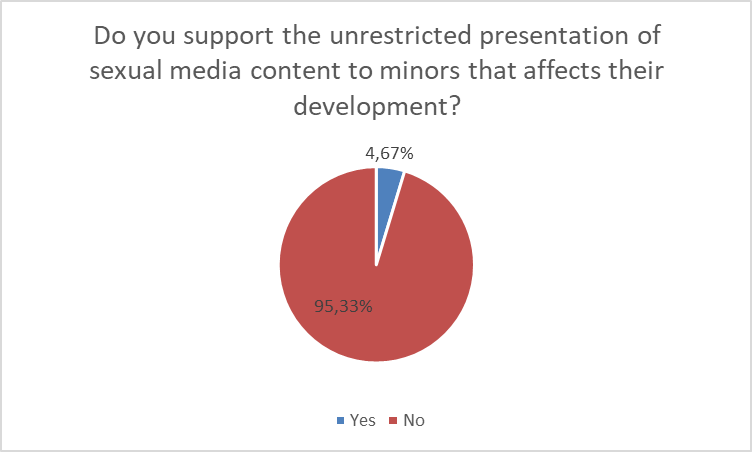 Do you support the unrestricted presentation of
sexual media content to minors that affects their
development?
4,67%
95,33%
Yes No